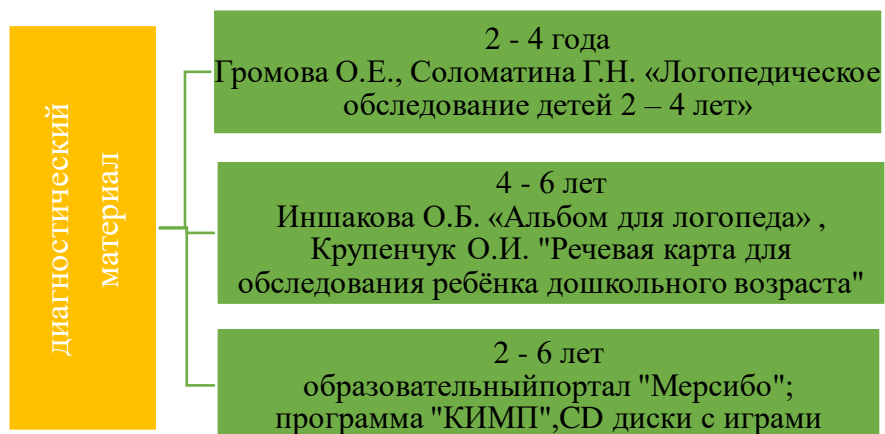 диагностический
материал
2 - 4 года
Громова О.Е., Соломатина Г.Н. «Логопедическое
обследование детей 2 – 4 лет»
4 - 6 лет
Иншакова О.Б. «Альбом для логопеда» ,
Крупенчук О.И. "Речевая карта для
обследования ребёнка дошкольного возраста"
2 - 6 лет
образовательныйпортал "Мерсибо";
программа "КИМП",CD диски с играми